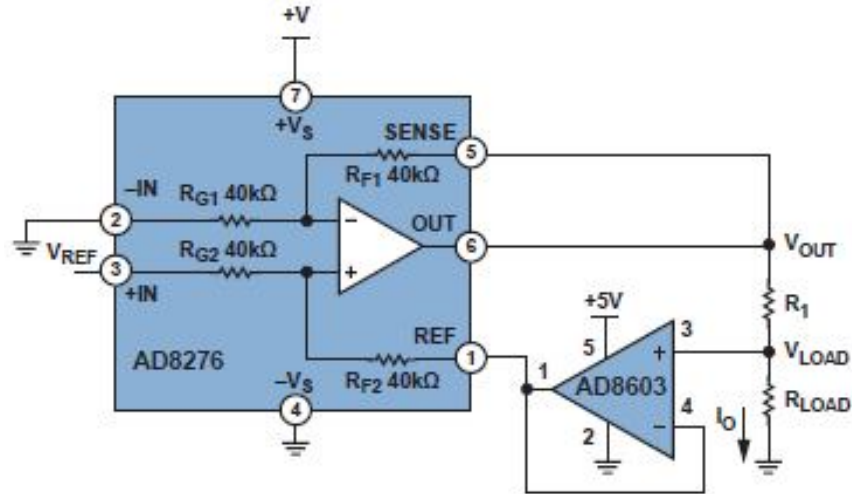 +V
7
+VS
SENSE
5
RF1 40kΩ
–IN
RG1 40kΩ
2
–
OUT
6
VOUT
VREF
RG2 40kΩ
3
+
+IN
+5V
R1
REF
1
5
3
+
VLOAD
AD8276
RF2 40kΩ
1
AD8603
4
–
RLOAD
–VS
4
2
IO